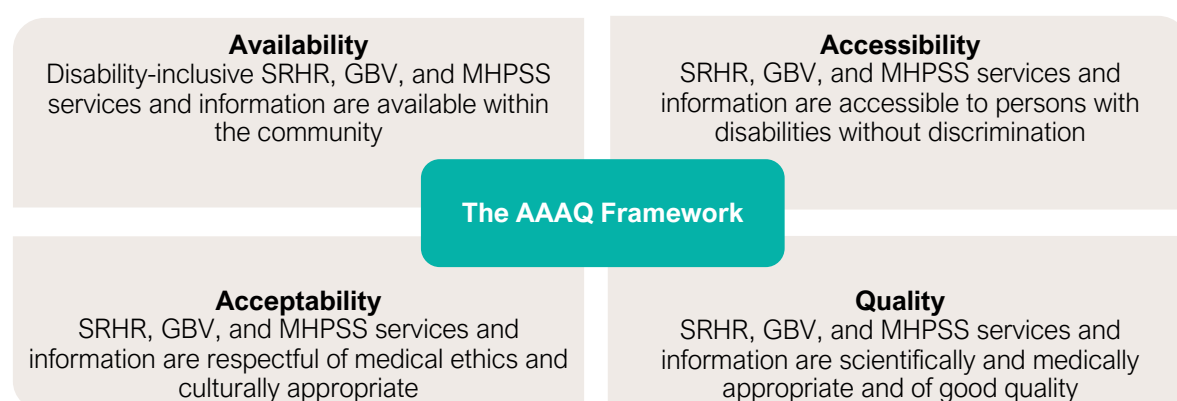 Availability
Disability-inclusive SRHR, GBV, and MHPSS
services and information are available within
the community
Accessibility
SRHR, GBV, and MHPSS services and
information are accessible to persons with
disabilities without discrimination
The AAAQ Framework
Acceptability
SRHR, GBV, and MHPSS services and
information are respectful of medical ethics and
culturally appropriate
Quality
SRHR, GBV, and MHPSS services and
information are scientifically and medically
appropriate and of good quality